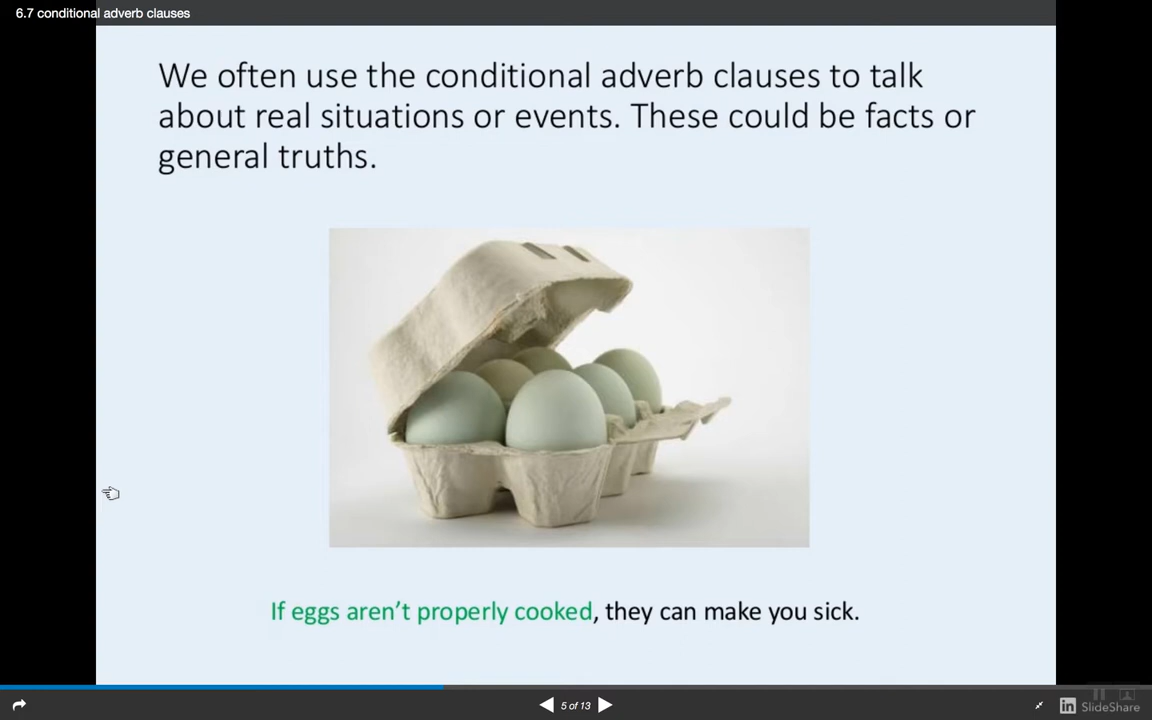 6.7 conditional adverb clauses
We often use the conditional adverb clauses to talk
about real situations or events. These could be facts or
general truths.
If eggs aren’t properly cooked, they can make you sick.
5 of 13
in SlideShare